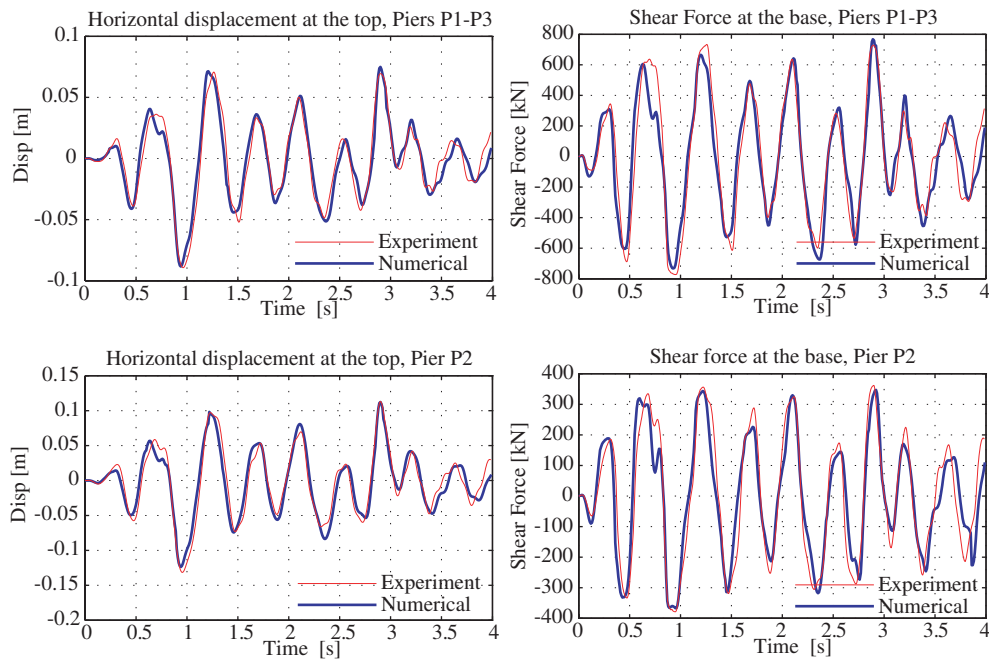 Horizontal displacement at the top, Piers P1-P3
0.1
0.05
0
-0.05
-0.1
Disp [m]
Experiment
Numerical
0 0.5 1 1.5 2 2.5 3 3.5 4
Time [s]
Shear Force at the base, Piers P1-P3
800
600
400
200
0
-200
-400
-600
-800
Shear Force [kN]
Experiment
Numerical
0 0.5 1 1.5 2 2.5 3 3.5 4
Time [s]
Horizontal displacement at the top, Pier P2
0.15
0.1
0.05
0
-0.05
-0.1
-0.15
-0.2
Disp [m]
Experiment
Numerical
0 0.5 1 1.5 2 2.5 3 3.5 4
Time [s]
Shear force at the base, Pier P2
400
300
200
100
0
-100
-200
-300
-400
Shear Force [kN]
Experiment
Numerical
0 0.5 1 1.5 2 2.5 3 3.5 4
Time [s]